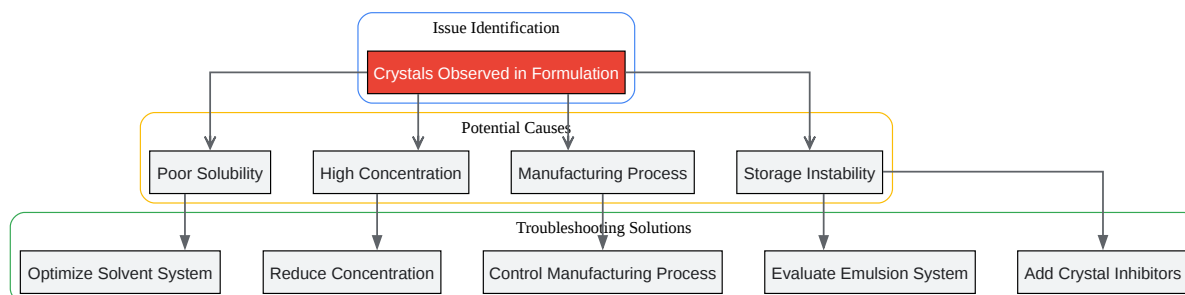 Issue Identification
Crystals Observed in Formulation
Potential Causes
Poor Solubility
High Concentration
Manufacturing Process
Storage Instability
Troubleshooting Solutions
Optimize Solvent System
Reduce Concentration
Control Manufacturing Process
Evaluate Emulsion System
Add Crystal Inhibitors